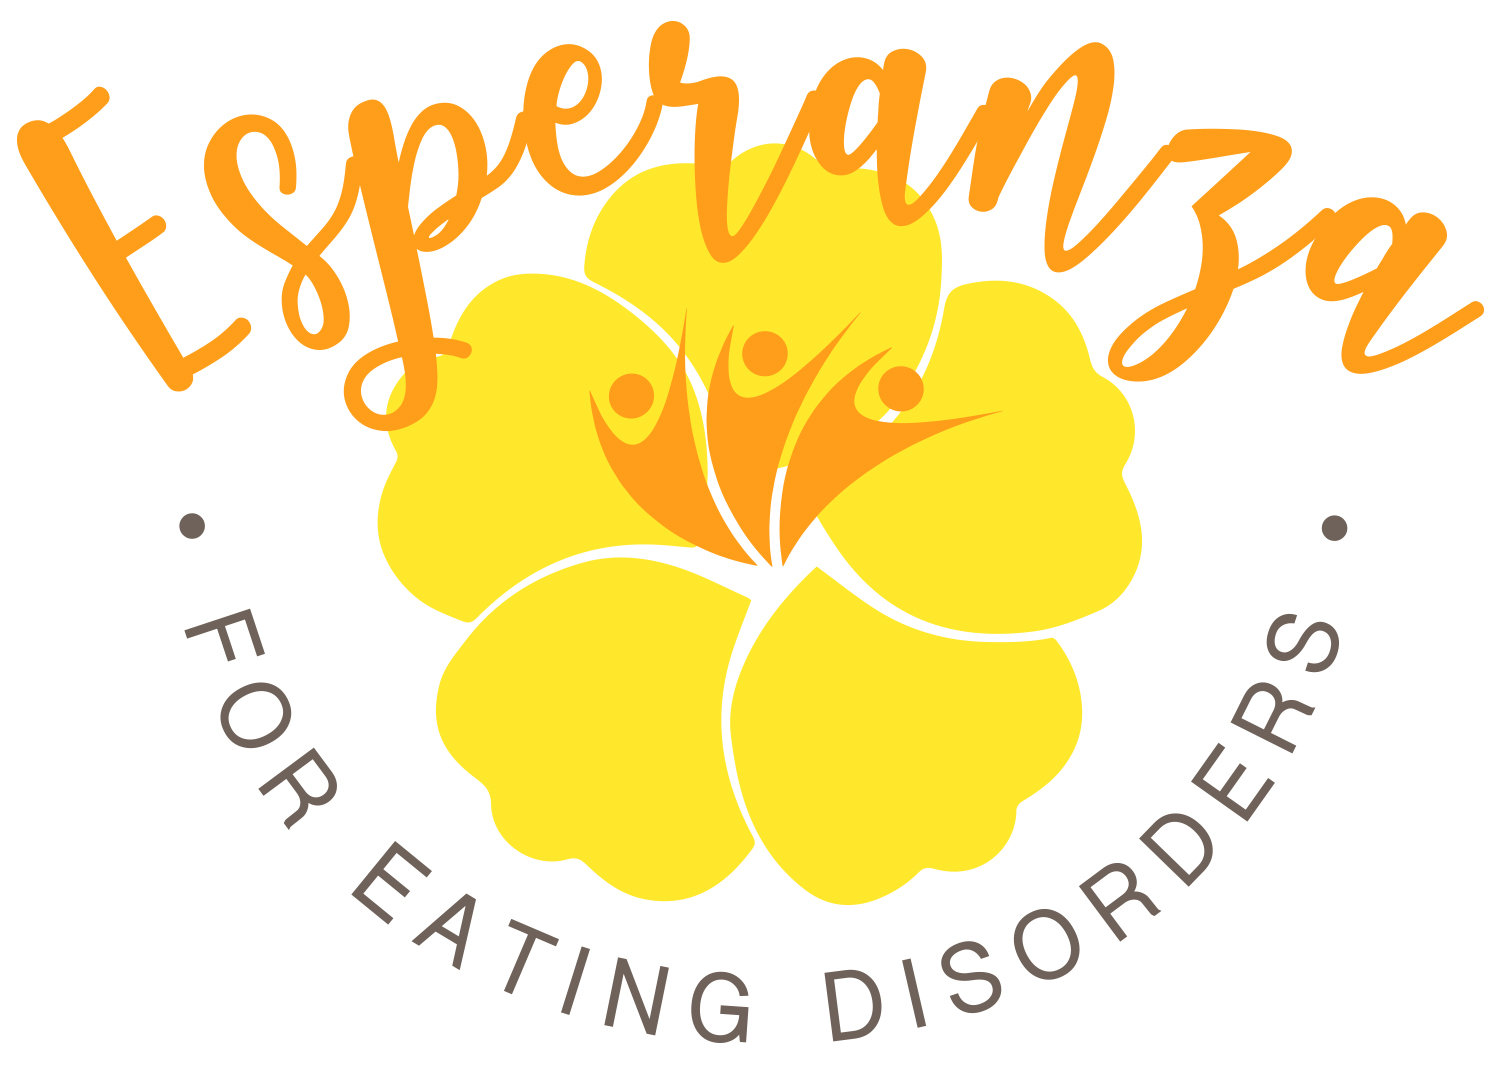 Esperanza
• FOR EATING DISORDERS •